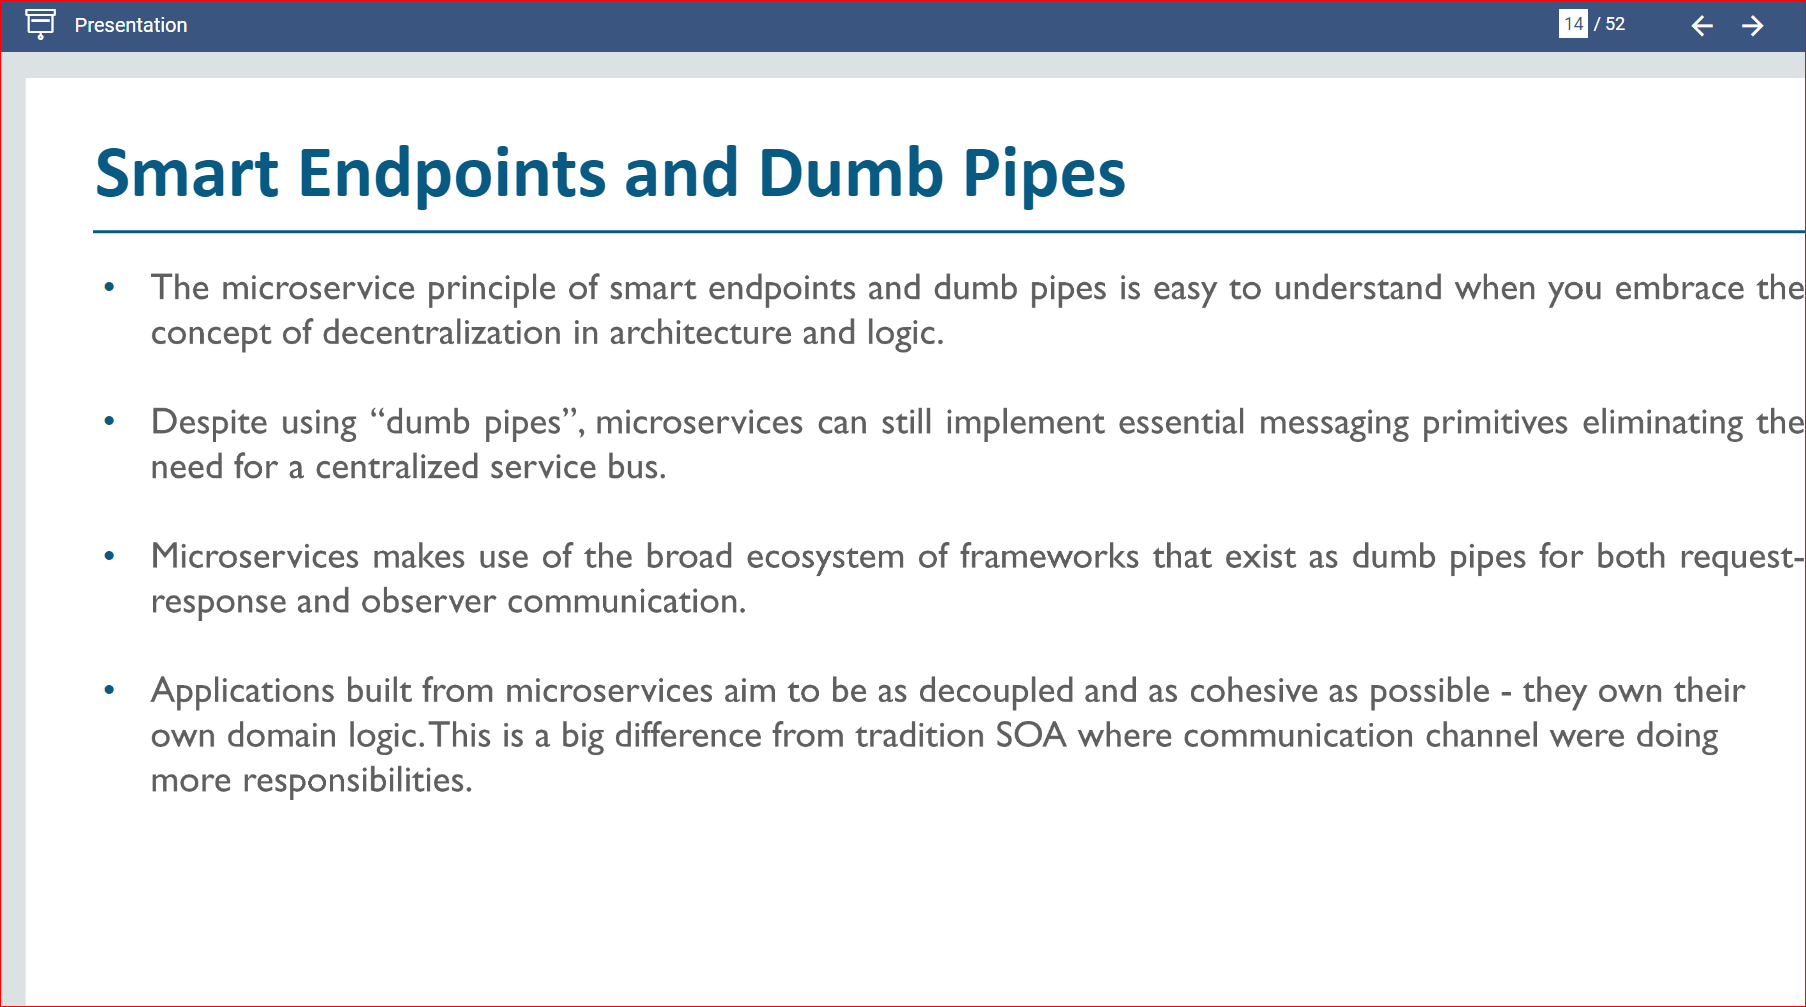 Presentation
14 / 52
Smart Endpoints and Dumb Pipes
• The microservice principle of smart endpoints and dumb pipes is easy to understand when you embrace the
concept of decentralization in architecture and logic.
• Despite using “dumb pipes”, microservices can still implement essential messaging primitives eliminating the
need for a centralized service bus.
• Microservices makes use of the broad ecosystem of frameworks that exist as dumb pipes for both request-
response and observer communication.
• Applications built from microservices aim to be as decoupled and as cohesive as possible - they own their
own domain logic. This is a big difference from tradition SOA where communication channel were doing
more responsibilities.